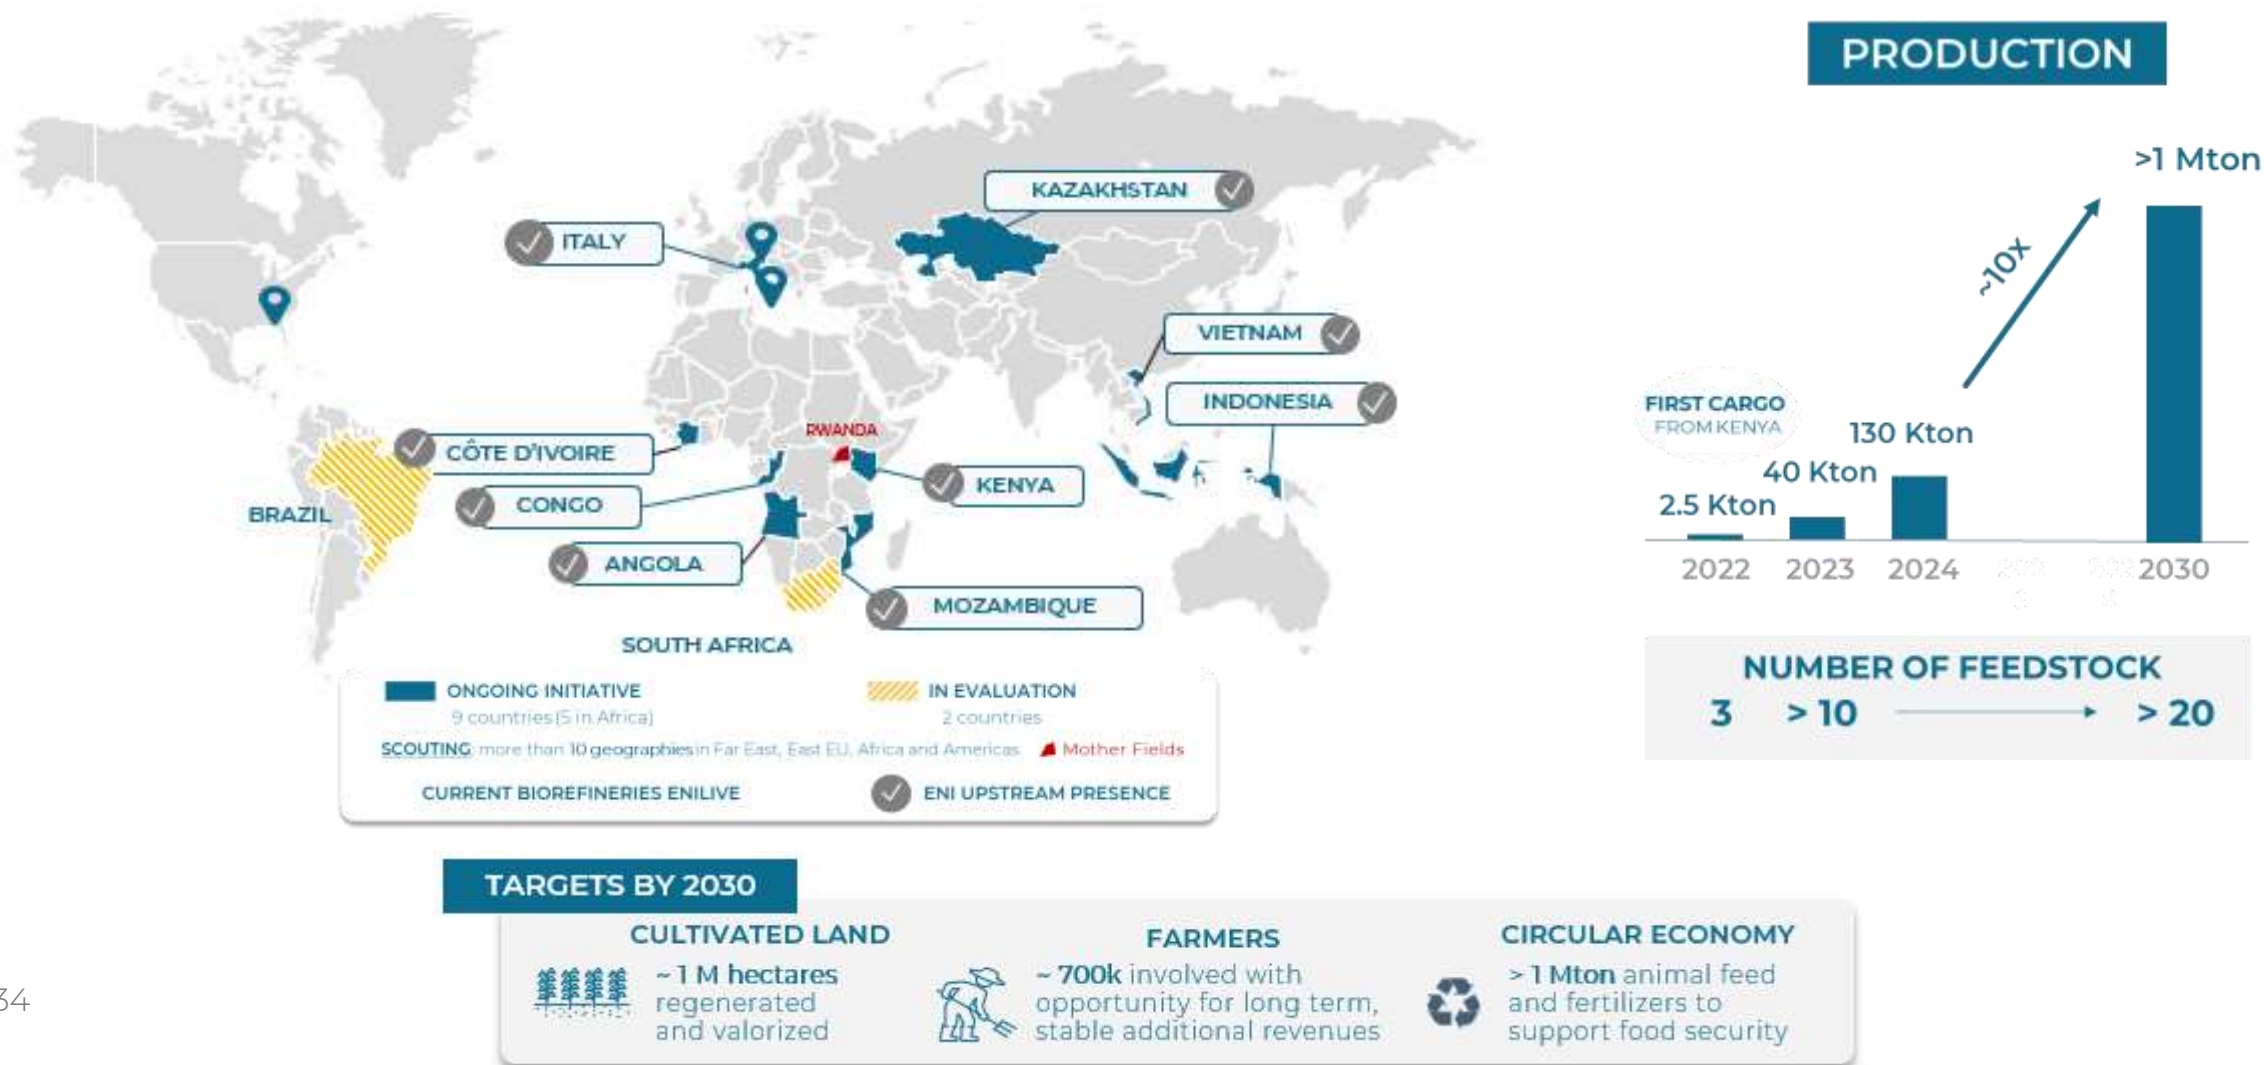 PRODUCTION
>1 Mton
~10x
FIRST CARGO
FROM KENYA
130 Kton
40 Kton
2.5 Kton
2022 2023 2024 2030
NUMBER OF FEEDSTOCK
3 > 10 > 20
KAZAKHSTAN
ITALY
VIETNAM
INDONESIA
RWANDA
CÔTE D'IVOIRE
KENYA
CONGO
BRAZIL
ANGOLA
MOZAMBIQUE
SOUTH AFRICA
ONGOING INITIATIVE
9 countries (5 in Africa)
IN EVALUATION
2 countries
SCOUTING: more than 10 geographies in Far East, East EU, Africa and Americas
Mother Fields
CURRENT BIOREFINERIES ENILIVE
ENI UPSTREAM PRESENCE
TARGETS BY 2030
CULTIVATED LAND
~ 1 M hectares
regenerated
and valorized
FARMERS
~ 700k involved with
opportunity for long term,
stable additional revenues
CIRCULAR ECONOMY
> 1 Mton animal feed
and fertilizers to
support food security
34